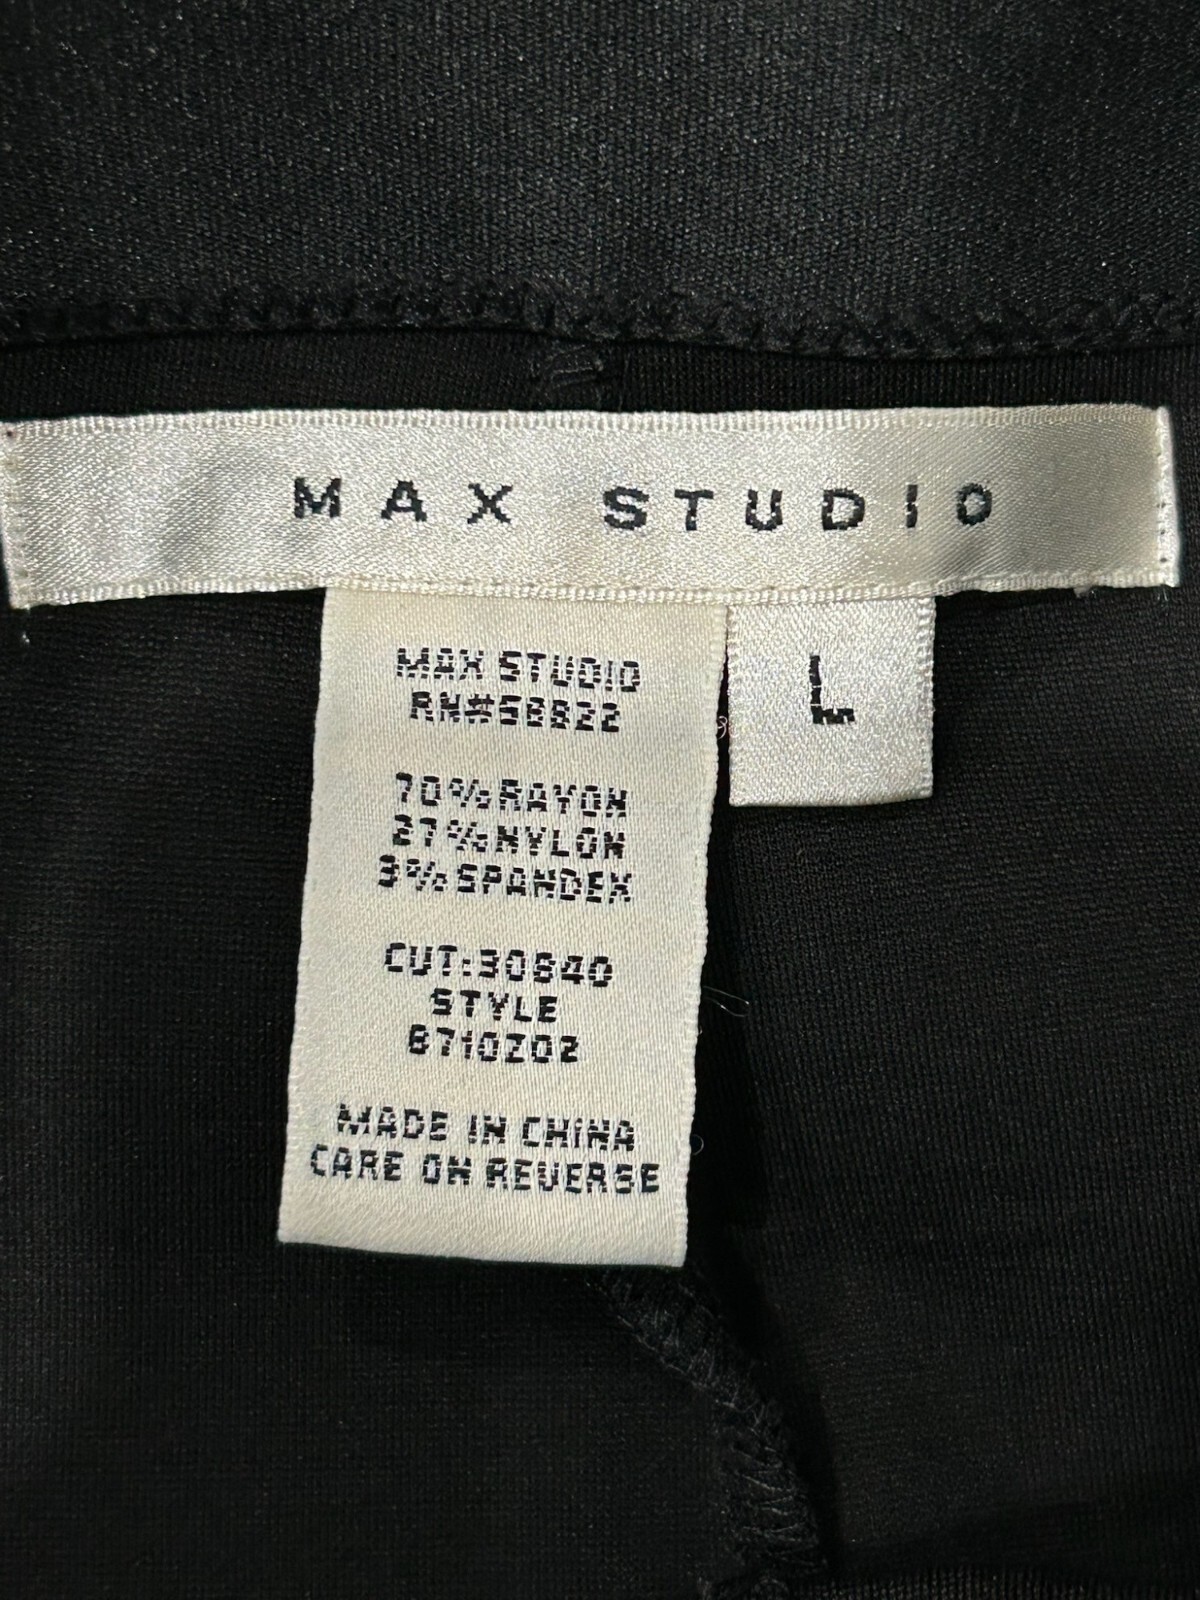 MAX STUDIO
L
MAX STUDIO
RN#58822
70%RAYON
27%NYLON
3%SPANDEX
CUT:30840
STYLE
8710Z02
MADE IN CHINA
CARE ON REVERSE